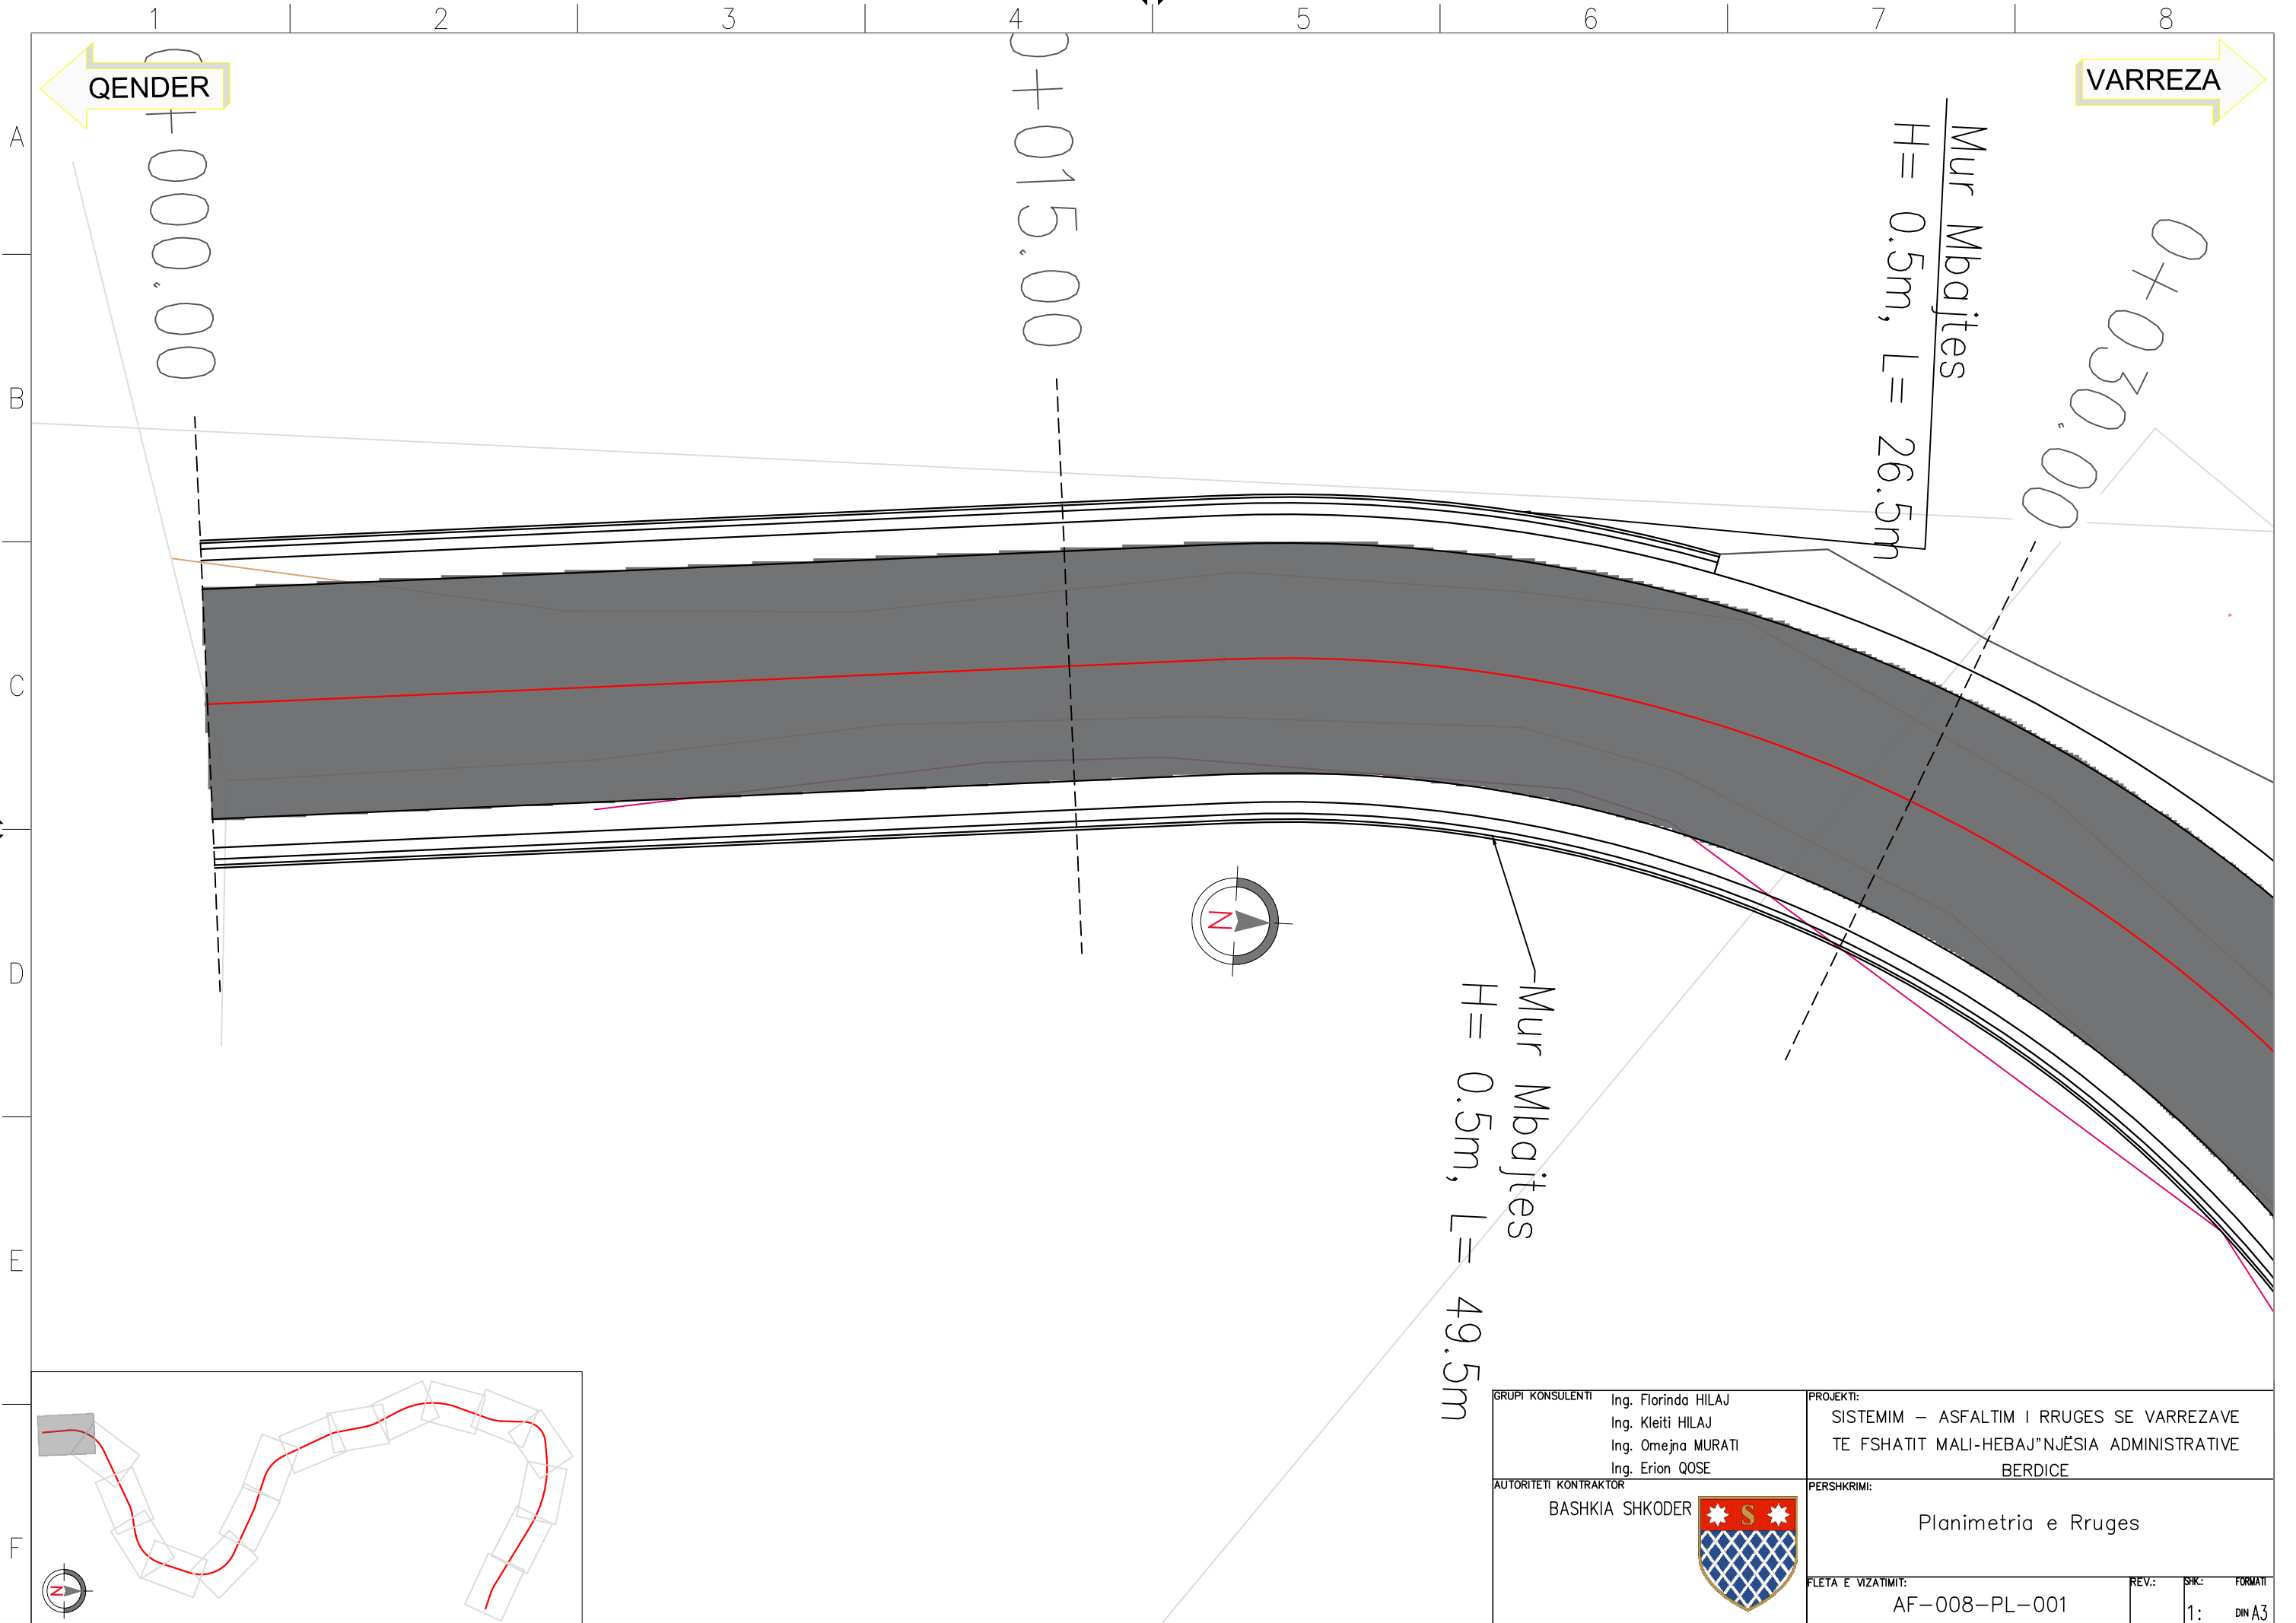 1 2 3 4 5 6 7 8
A
B
C
D
E
F
QENDER
VARREZA
0+000.00
0+015.00
0+030.00
Mur Mbajtes
H= 0.5m, L= 26.5m
Mur Mbajtes
H= 0.5m, L= 49.5m
N
N
GRUPI KONSULENTI
Ing. Florinda HILAJ
Ing. Kleiti HILAJ
Ing. Omejna MURATI
Ing. Erion QOSE
PROJEKTI:
SISTEMIM – ASFALTIM I RRUGES SE VARREZAVE
TE FSHATIT MALI-HEBAJ"NJËSIA ADMINISTRATIVE
BERDICE
AUTORITETI KONTRAKTOR
BASHKIA SHKODER
S
PERSHKRIMI:
Planimetria e Rruges
FLETA E VIZATIMIT:
AF-008-PL-001
REV.:
SHK.:
1:
FORMATI
DIN A3